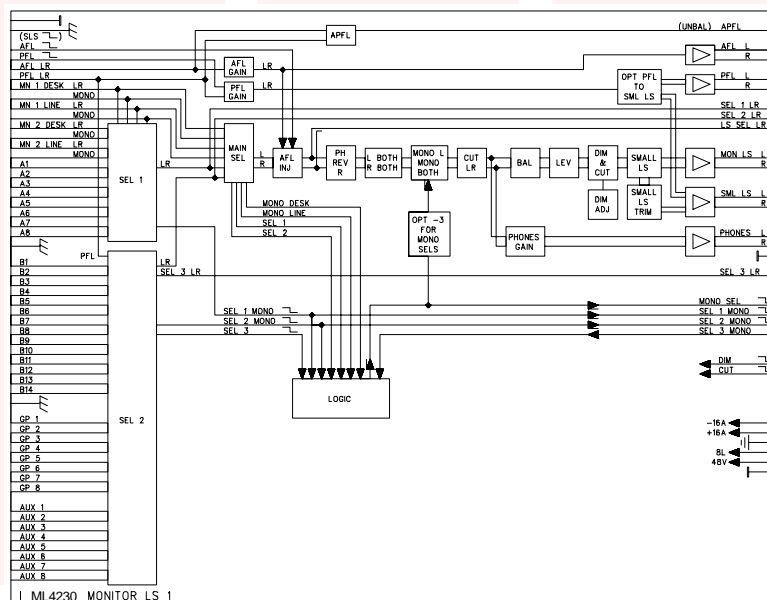 (UNBAL) APFL
(SLS
AFL
PFL
AFL LR
PFL LR
MN 1 DESK LR
MONO
MN 1 LINE LR
MONO
MN 2 DESK LR
MONO
MN 2 LINE LR
MONO
A1
A2
A3
A4
A5
A6
A7
A8
B1
B2
B3
B4
B5
B6
B7
B8
B9
B10
B11
B12
B13
B14
GP 1
GP 2
GP 3
GP 4
GP 5
GP 6
GP 7
GP 8
AUX 1
AUX 2
AUX 3
AUX 4
AUX 5
AUX 6
AUX 7
AUX 8
SEL 1
LR
PFL
SEL 2
LR
SEL 3 LR
APFL
AFL
GAIN
LR
PFL
GAIN
LR
MAIN
SEL
L
R
AFL
INJ
PH
REV
R
L BOTH
R BOTH
MONO L
MONO
BOTH
CUT
LR
BAL
LEV
DIM
&
CUT
DIM
ADJ
SMALL
LS
SMALL
LS
TRIM
OPT PFL
TO
SML LS
OPT -3
FOR
MONO
SELS
PHONES
GAIN
MONO DESK
MONO LINE
SEL 1
SEL 2
SEL 1 MONO
SEL 2 MONO
SEL 3
LOGIC
AFL L
R
PFL L
R
SEL 1 LR
SEL 2 LR
LS SEL LR
MON LS L
R
SML LS L
R
PHONES L
R
SEL 3 LR
MONO SEL
SEL 1 MONO
SEL 2 MONO
SEL 3 MONO
DIM
CUT
-16A
+16A
8L
48V
ML4230 MONITOR LS 1